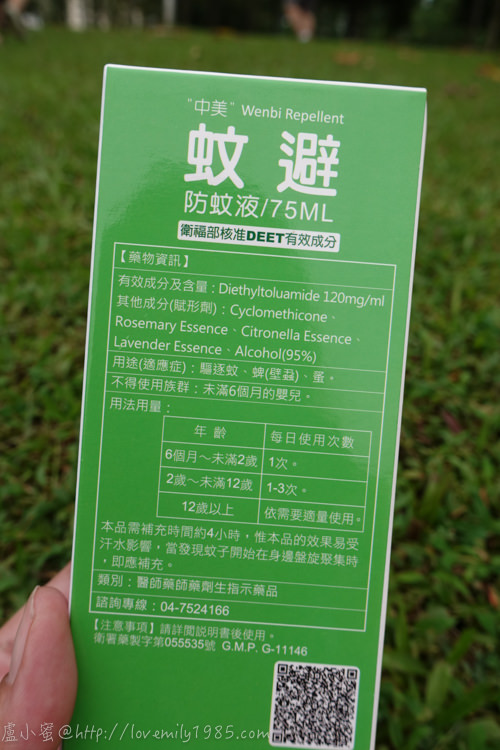 "中美" Wenbi Repellent
蚊 避
防蚊液/75ML
衛福部核准DEET有效成分
【藥物資訊】
有效成分及含量：Diethyltoluamide 120mg/ml
其他成分(賦形劑)：Cyclomethicone、
Rosemary Essence、Citronella Essence、
Lavender Essence、Alcohol(95%)
用途(適應症)：驅逐蚊、蜱(壁蝨)、蚤。
不得使用族群：未滿6個月的嬰兒。
用法用量：
年 齡 每日使用次數
6個月～未滿2歲 1次。
2歲～未滿12歲 1-3次。
12歲以上 依需要適量使用。
本品需補充時間約4小時，惟本品的效果易受
汗水影響，當發現蚊子開始在身邊盤旋聚集時
，即應補充。
類別：醫師藥師藥劑生指示藥品
諮詢專線：04-7524166
【注意事項】請詳閱說明書後使用。
衛署藥製字第055535號 G.M.P. G-11146
盧小蜜@http://lovemily1985.com